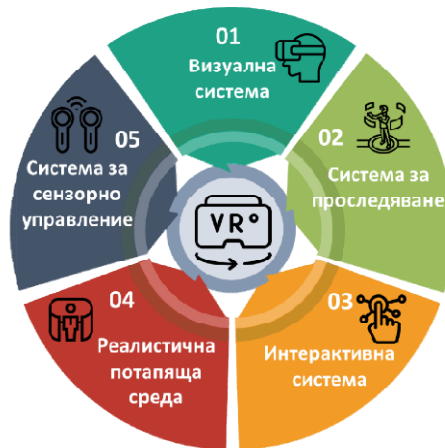 01
Визуална
система
02
Система за
проследяване
03
Интерактивна
система
04
Реалистична
потапяща
среда
05
Система за
сензорно
управление
VR°